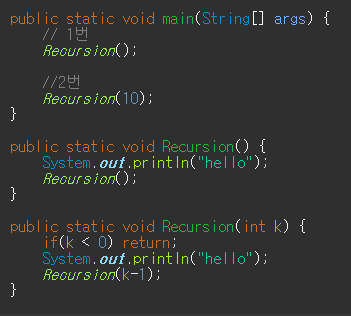 public static void main(String[] args) {
// 1번
Recursion();
//2번
Recursion(10);
}
public static void Recursion() {
System.out.println("hello");
Recursion();
}
public static void Recursion(int k) {
if(k < 0) return;
System.out.println("hello");
Recursion(k-1);
}